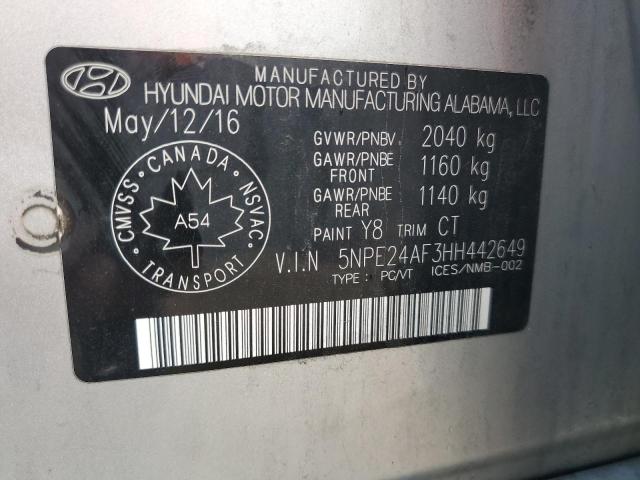 MANUFACTURED BY
HYUNDAI MOTOR MANUFACTURING ALABAMA, LLC
May/12/16
GVWR/PNBV 2040 kg
GAWR/PNBE FRONT 1160 kg
GAWR/PNBE REAR 1140 kg
PAINT Y8 TRIM CT
V.I.N 5NPE24AF3HH442649
TYPE : PC/VT ICES/NMB-002
CANADA
CMVSS
NSVAC
A54
TRANSPORT